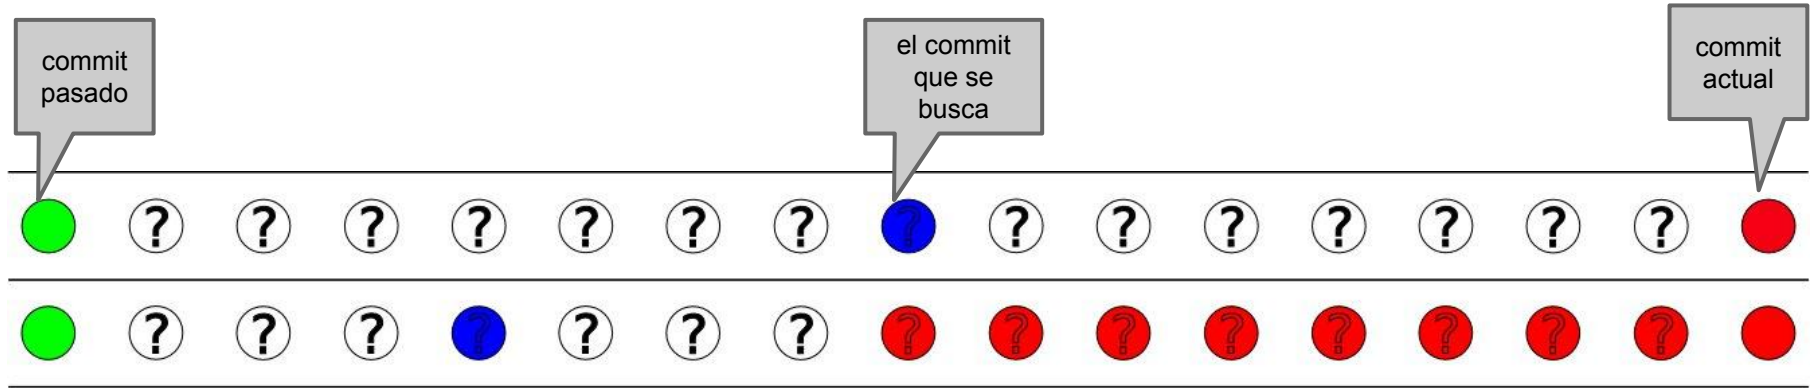 commit
pasado
el commit
que se
busca
commit
actual
? ? ? ? ? ? ? ? ? ? ? ? ? ? ?
? ? ? ? ? ? ? ? ? ? ? ? ? ? ?